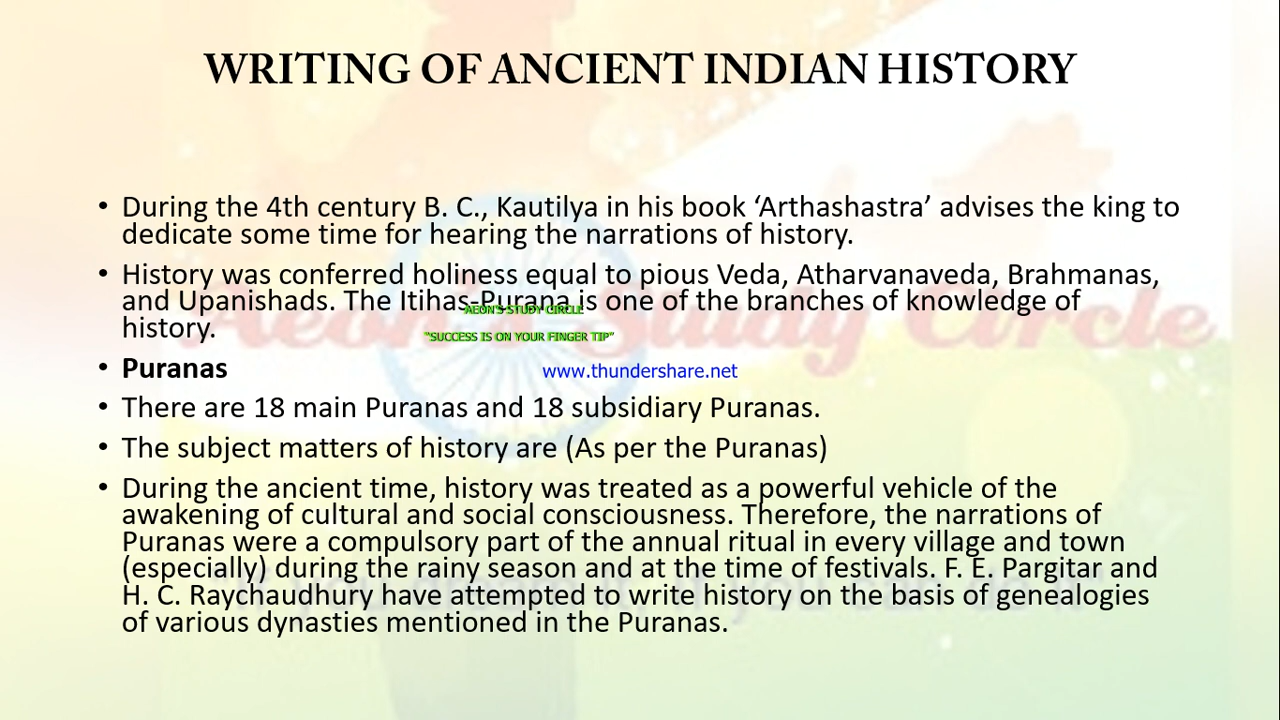 WRITING OF ANCIENT INDIAN HISTORY
• During the 4th century B. C., Kautilya in his book ‘Arthashastra’ advises the king to
dedicate some time for hearing the narrations of history.
• History was conferred holiness equal to pious Veda, Atharvanaveda, Brahmanas,
and Upanishads. The Itihas-Purana is one of the branches of knowledge of
history.
AEON'S STUDY CIRCLE
"SUCCESS IS ON YOUR FINGER TIP"
Aeon's Study Circle
• Puranas
www.thundershare.net
• There are 18 main Puranas and 18 subsidiary Puranas.
• The subject matters of history are (As per the Puranas)
• During the ancient time, history was treated as a powerful vehicle of the
awakening of cultural and social consciousness. Therefore, the narrations of
Puranas were a compulsory part of the annual ritual in every village and town
(especially) during the rainy season and at the time of festivals. F. E. Pargitar and
H. C. Raychaudhury have attempted to write history on the basis of genealogies
of various dynasties mentioned in the Puranas.